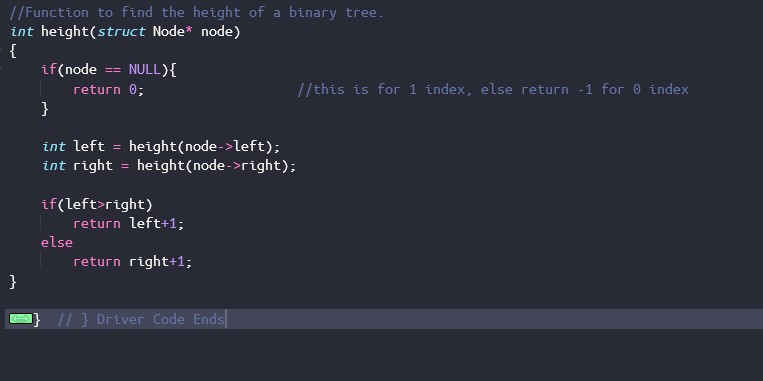 //Function to find the height of a binary tree.
int height(struct Node* node)
{
    if(node == NULL){
        return 0;                   //this is for 1 index, else return -1 for 0 index
    }

    int left = height(node->left);
    int right = height(node->right);

    if(left>right)
        return left+1;
    else
        return right+1;
}

}  // } Driver Code Ends